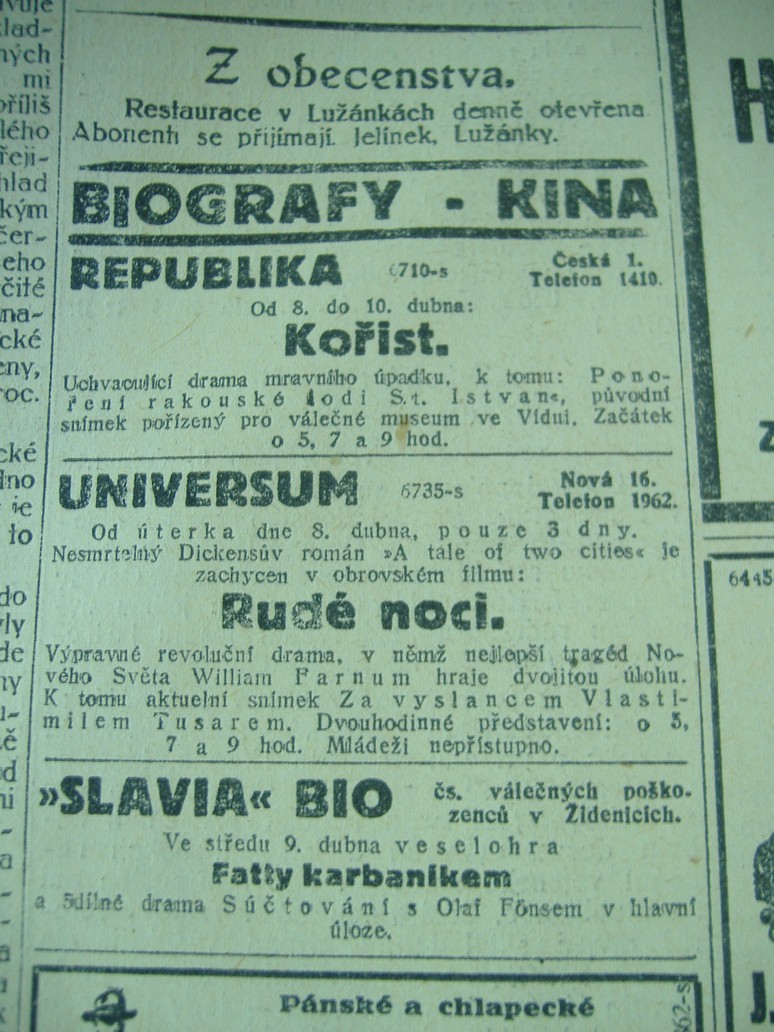 Z obecenstva.
Restaurace v Lužánkách denně otevřena
Abonenti se přijímají. Jelínek, Lužánky.
BIOGRAFY - KINA
REPUBLIKA 6710-s Česká 1.
Telefon 1410.
Od 8. do 10. dubna:
Kořist.
Uchvacující drama mravního úpadku, k tomu: Pono-
ření rakouské lodi St. Istvan«, původní
snímek pořízený pro válečné museum ve Vídni. Začátek
o 5, 7 a 9 hod.
UNIVERSUM 6735-s Nová 16.
Telefon 1962.
Od úterka dne 8. dubna, pouze 3 dny.
Nesmrtelný Dickensův román »A tale of two cities« je
zachycen v obrovském filmu:
Rudé noci.
Výpravné revoluční drama, v němž nejlepší tragéd No-
vého Světa William Farnum hraje dvojitou úlohu.
K tomu aktuelní snímek Za vyslancem Vlasti-
milem Tusarem. Dvouhodinné představení: o 5,
7 a 9 hod. Mládeži nepřístupno.
»SLAVIA« BIO čs. válečných poško-
zenců v Židenicích.
Ve středu 9. dubna veselohra
Fatty karbaníkem
a 5dílné drama Súčtování s Olaf Fönsem v hlavní
úloze.
Pánské a chlapecké
6445